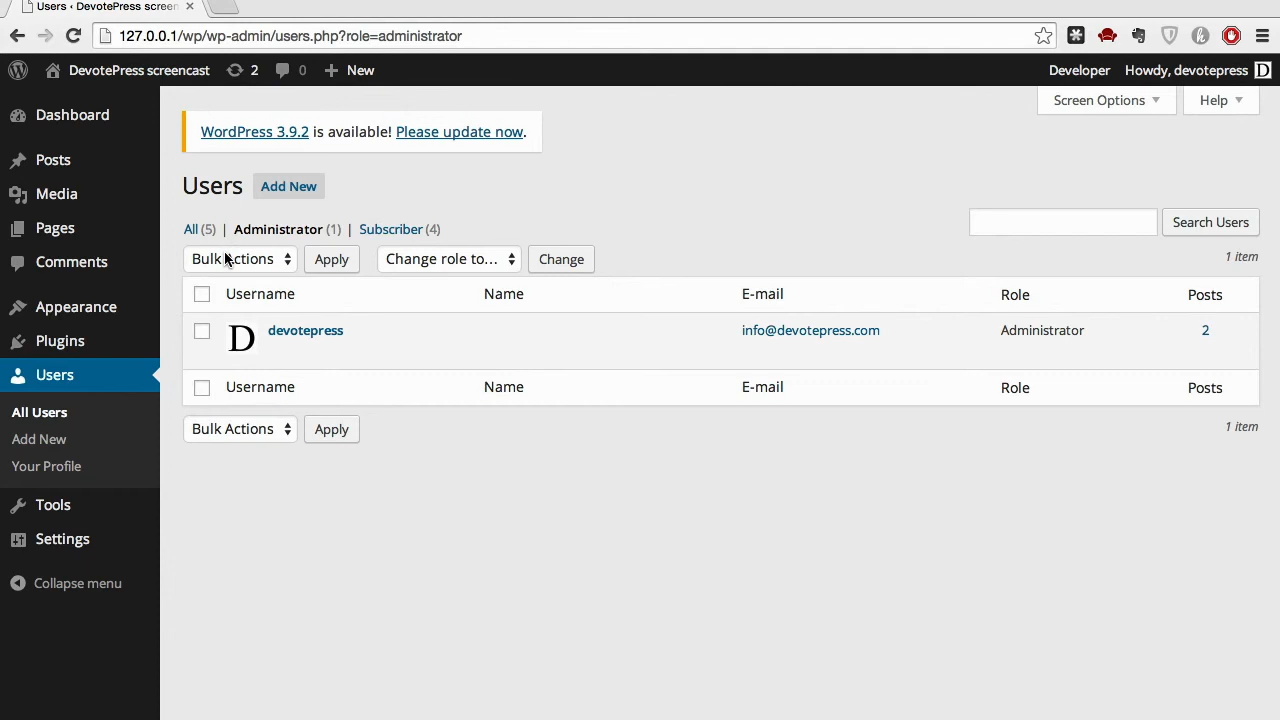 Users ‹ DevotePress screen
127.0.0.1/wp/wp-admin/users.php?role=administrator
DevotePress screencast 2 0 New Developer Howdy, devotepress D
Screen Options Help
Dashboard
Posts
Media
Pages
Comments
Appearance
Plugins
Users
All Users
Add New
Your Profile
Tools
Settings
Collapse menu
WordPress 3.9.2 is available! Please update now.
Users Add New
All (5) | Administrator (1) | Subscriber (4)
Search Users
Bulk Actions Apply Change role to... Change
1 item
Username Name E-mail Role Posts
D devotepress info@devotepress.com Administrator 2
Username Name E-mail Role Posts
Bulk Actions Apply
1 item